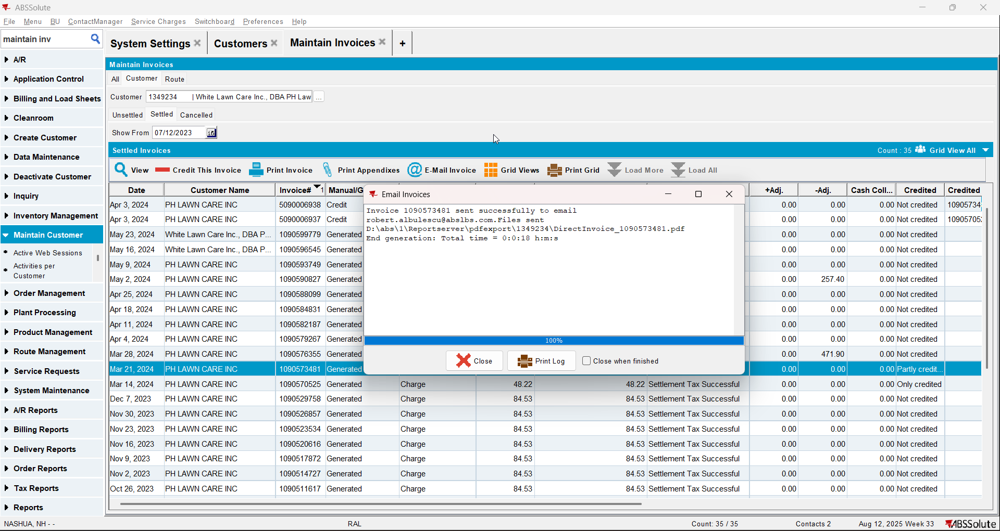 ABSSolute
File Menu BU ContactManager Service Charges Switchboard Preferences Help
maintain inv
System Settings
Customers
Maintain Invoices
+
A/R
Application Control
Billing and Load Sheets
Cleanroom
Create Customer
Data Maintenance
Deactivate Customer
Inquiry
Inventory Management
Maintain Customer
Active Web Sessions
Activities per
Customer
Order Management
Plant Processing
Product Management
Route Management
Service Requests
System Maintenance
A/R Reports
Billing Reports
Delivery Reports
Order Reports
Tax Reports
Reports
Maintain Invoices
All Customer Route
Customer 1349234 | White Lawn Care Inc., DBA PH Law ...
Unsettled Settled Cancelled
Show From 07/12/2023 16
Settled Invoices Count : 35 Grid View All
View Credit This Invoice Print Invoice Print Appendixes E-Mail Invoice Grid Views Print Grid Load More Load All
Date Customer Name Invoice# 1 Manual/G +Adj. -Adj. Cash Coll... Credited Credited
Apr 3, 2024 PH LAWN CARE INC 5090006938 Credit 0.00 0.00 0.00 Not credited 10905734
Apr 3, 2024 PH LAWN CARE INC 5090006937 Credit 0.00 0.00 0.00 Not credited 10905705
May 23, 2024 White Lawn Care Inc., DBA P... 1090599779 Generated 0.00 0.00 0.00 Not credited
May 16, 2024 White Lawn Care Inc., DBA P... 1090596545 Generated 0.00 0.00 0.00 Not credited
May 9, 2024 PH LAWN CARE INC 1090593749 Generated 0.00 0.00 0.00 Not credited
May 2, 2024 PH LAWN CARE INC 1090590827 Generated 0.00 257.40 0.00 Not credited
Apr 25, 2024 PH LAWN CARE INC 1090588099 Generated 0.00 0.00 0.00 Not credited
Apr 18, 2024 PH LAWN CARE INC 1090584831 Generated 0.00 0.00 0.00 Not credited
Apr 11, 2024 PH LAWN CARE INC 1090582187 Generated 0.00 0.00 0.00 Not credited
Apr 4, 2024 PH LAWN CARE INC 1090579267 Generated 0.00 0.00 0.00 Not credited
Mar 28, 2024 PH LAWN CARE INC 1090576355 Generated 0.00 471.90 0.00 Not credited
Mar 21, 2024 PH LAWN CARE INC 1090573481 Generated 0.00 0.00 0.00 Partly credit...
Mar 14, 2024 PH LAWN CARE INC 1090570525 Generated Charge 48.22 48.22 Settlement Tax Successful 0.00 0.00 0.00 Only credited
Dec 7, 2023 PH LAWN CARE INC 1090529758 Generated Charge 84.53 84.53 Settlement Tax Successful 0.00 0.00 0.00 Not credited
Nov 30, 2023 PH LAWN CARE INC 1090526857 Generated Charge 84.53 84.53 Settlement Tax Successful 0.00 0.00 0.00 Not credited
Nov 23, 2023 PH LAWN CARE INC 1090523534 Generated Charge 84.53 84.53 Settlement Tax Successful 0.00 0.00 0.00 Not credited
Nov 16, 2023 PH LAWN CARE INC 1090520616 Generated Charge 84.53 84.53 Settlement Tax Successful 0.00 0.00 0.00 Not credited
Nov 9, 2023 PH LAWN CARE INC 1090517872 Generated Charge 84.53 84.53 Settlement Tax Successful 0.00 0.00 0.00 Not credited
Nov 2, 2023 PH LAWN CARE INC 1090514727 Generated Charge 84.53 84.53 Settlement Tax Successful 0.00 0.00 0.00 Not credited
Oct 26, 2023 PH LAWN CARE INC 1090511617 Generated Charge 84.53 84.53 Settlement Tax Successful 0.00 0.00 0.00 Not credited
Email Invoices
Invoice 1090573481 sent successfully to email
robert.albulescu@abslbs.com.Files sent
D:\abs\1\Reportserver\pdfexport\1349234\DirectInvoice_1090573481.pdf
End generation: Total time = 0:0:18 h:m:s
100%
Close Print Log Close when finished
NASHUA, NH - - RAL Count: 35 / 35 Contacts 2 Aug 12, 2025 Week 33 ABSSolute